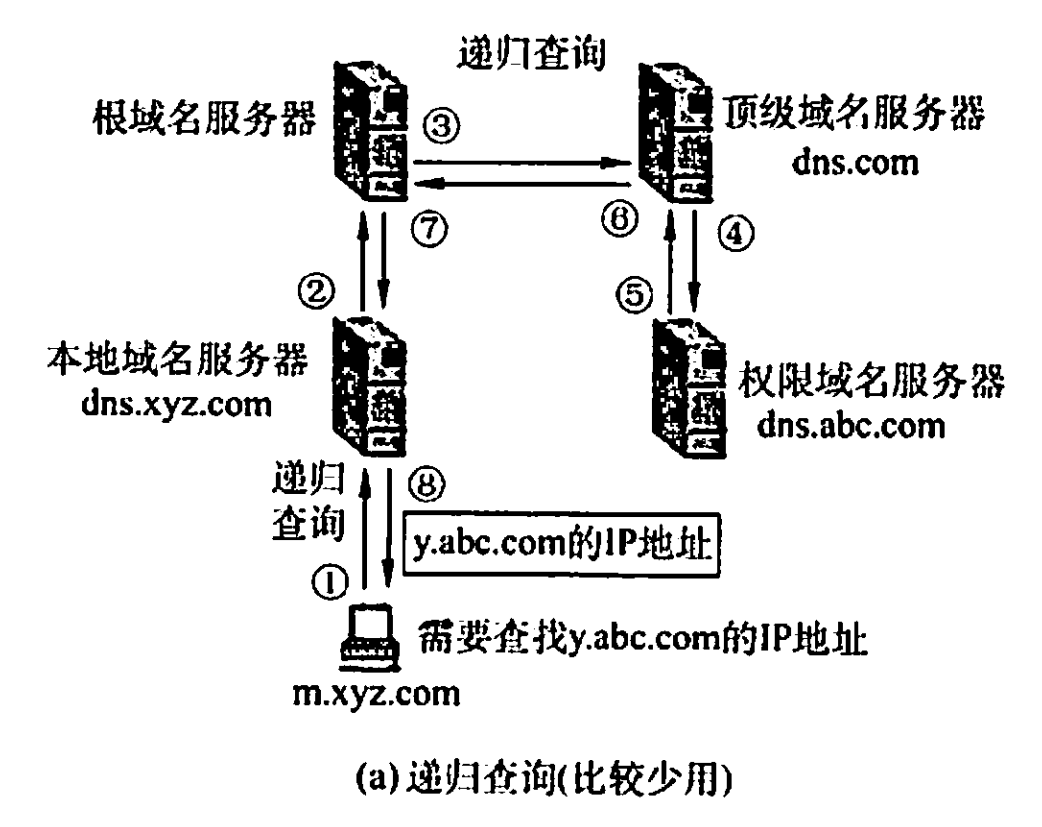 递归查询
根域名服务器
③
顶级域名服务器
dns.com
⑦
⑥
④
②
⑤
本地域名服务器
dns.xyz.com
权限域名服务器
dns.abc.com
递归
查询
⑧
y.abc.com的IP地址
①
需要查找y.abc.com的IP地址
m.xyz.com
(a) 递归查询(比较少用)